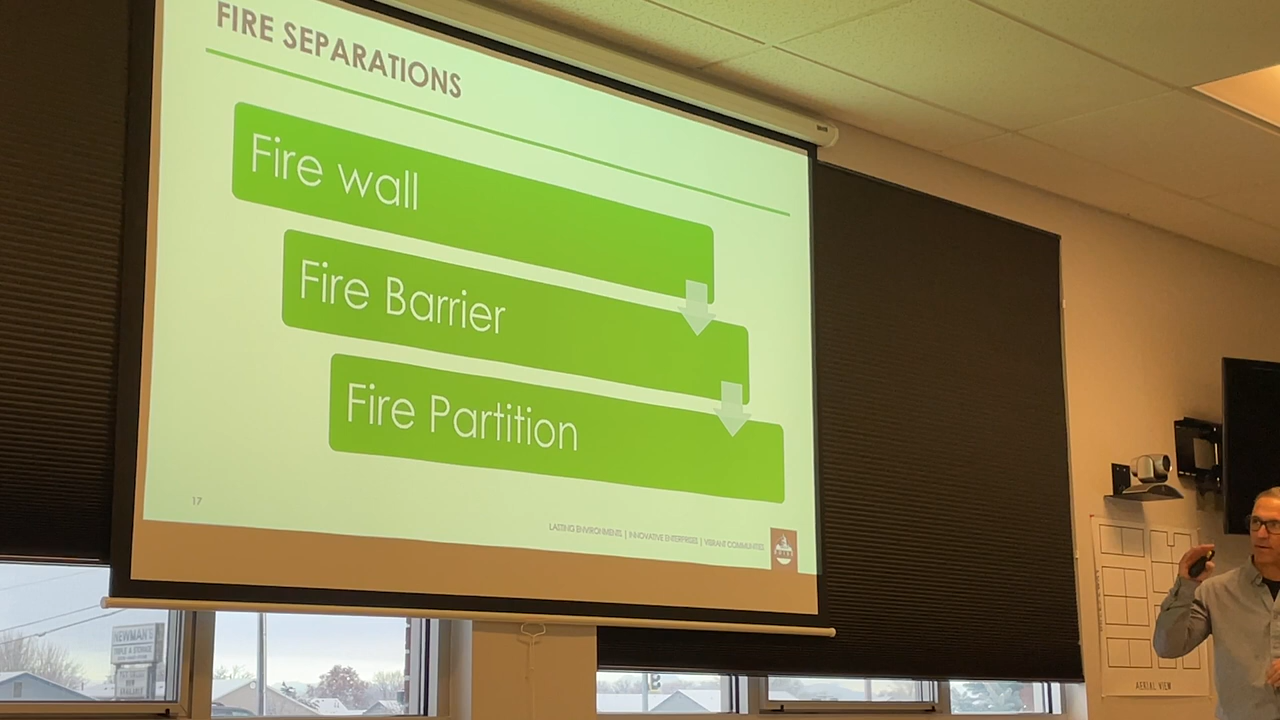 FIRE SEPARATIONS
Fire wall
Fire Barrier
Fire Partition
17
LASTING ENVIRONMENTS | INNOVATIVE ENTERPRISES | VIBRANT COMMUNITIES
NEWMAN'S
AERIAL VIEW